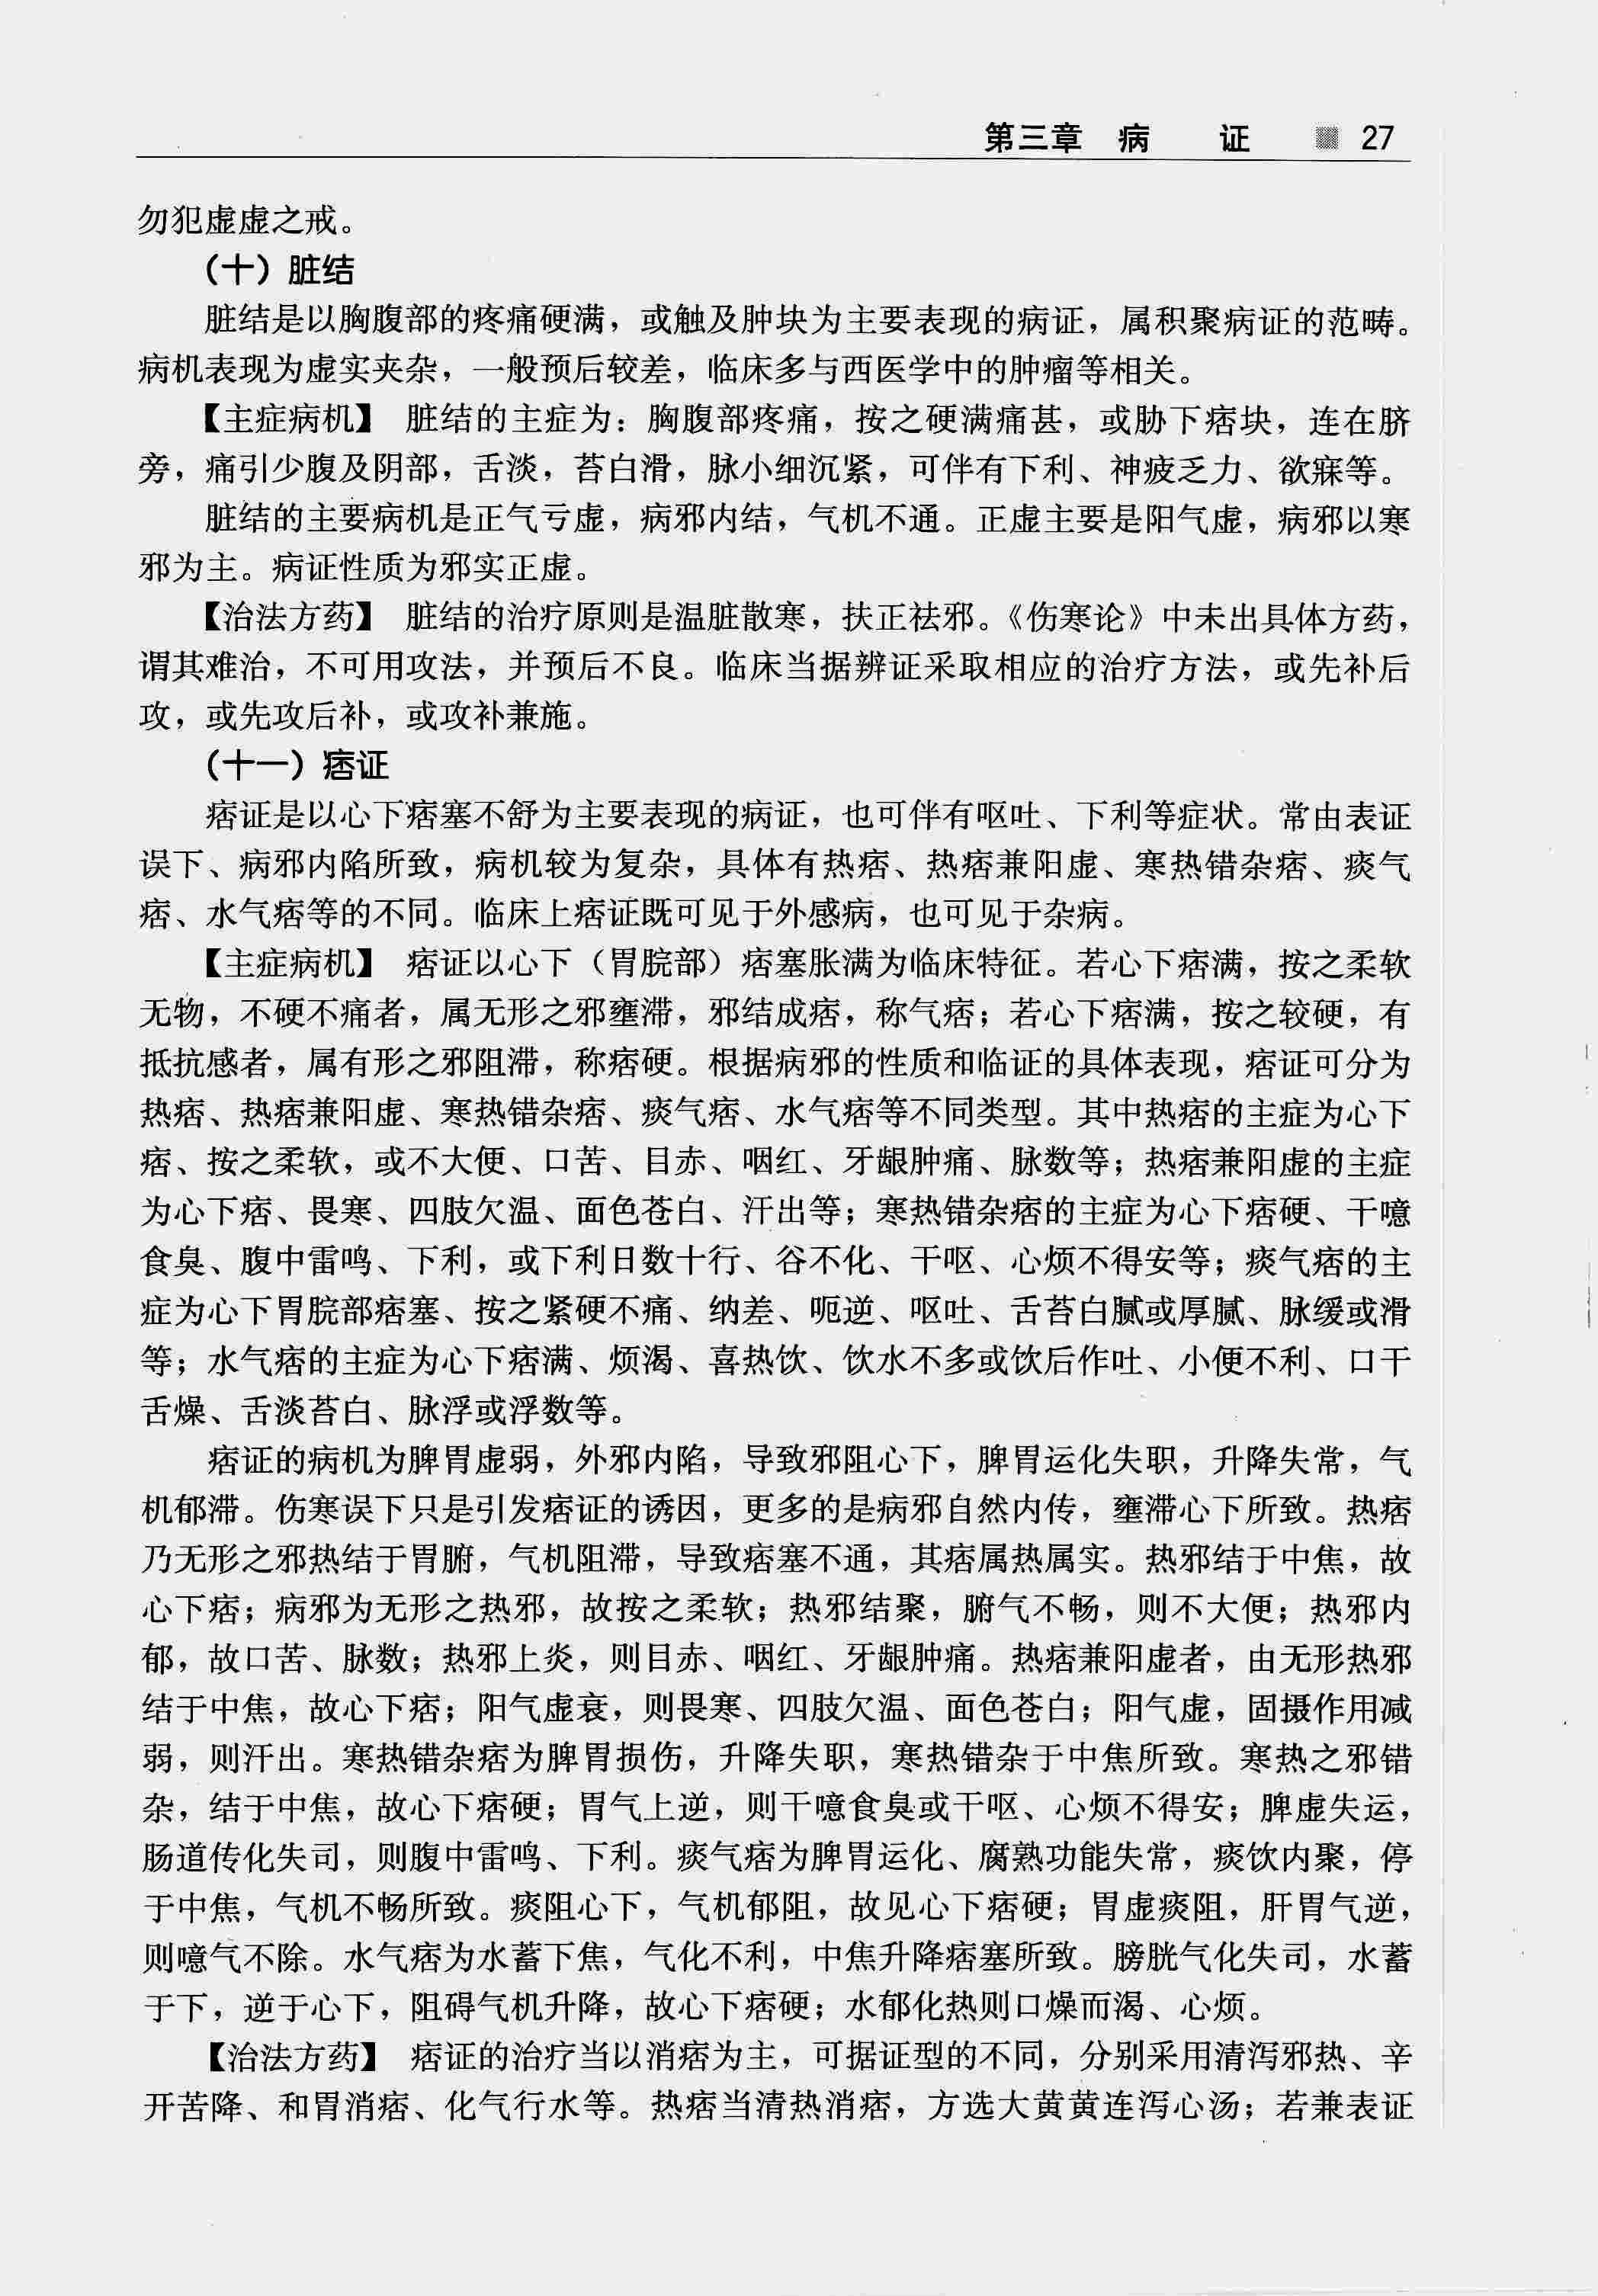 第三章 病 证 27
勿犯虚虚之戒。
（十）脏结
脏结是以胸腹部的疼痛硬满，或触及肿块为主要表现的病证，属积聚病证的范畴。
病机表现为虚实夹杂，一般预后较差，临床多与西医学中的肿瘤等相关。
【主症病机】 脏结的主症为：胸腹部疼痛，按之硬满痛甚，或胁下痞块，连在脐
旁，痛引少腹及阴部，舌淡，苔白滑，脉小细沉紧，可伴有下利、神疲乏力、欲寐等。
脏结的主要病机是正气亏虚，病邪内结，气机不通。正虚主要是阳气虚，病邪以寒
邪为主。病证性质为邪实正虚。
【治法方药】 脏结的治疗原则是温脏散寒，扶正祛邪。《伤寒论》中未出具体方药，
谓其难治，不可用攻法，并预后不良。临床当据辨证采取相应的治疗方法，或先补后
攻，或先攻后补，或攻补兼施。
（十一）痞证
痞证是以心下痞塞不舒为主要表现的病证，也可伴有呕吐、下利等症状。常由表证
误下、病邪内陷所致，病机较为复杂，具体有热痞、热痞兼阳虚、寒热错杂痞、痰气
痞、水气痞等的不同。临床上痞证既可见于外感病，也可见于杂病。
【主症病机】 痞证以心下（胃脘部）痞塞胀满为临床特征。若心下痞满，按之柔软
无物，不硬不痛者，属无形之邪壅滞，邪结成痞，称气痞；若心下痞满，按之较硬，有
抵抗感者，属有形之邪阻滞，称痞硬。根据病邪的性质和临证的具体表现，痞证可分为
热痞、热痞兼阳虚、寒热错杂痞、痰气痞、水气痞等不同类型。其中热痞的主症为心下
痞、按之柔软，或不大便、口苦、目赤、咽红、牙龈肿痛、脉数等；热痞兼阳虚的主症
为心下痞、畏寒、四肢欠温、面色苍白、汗出等；寒热错杂痞的主症为心下痞硬、干噫
食臭、腹中雷鸣、下利，或下利日数十行、谷不化、干呕、心烦不得安等；痰气痞的主
症为心下胃脘部痞塞、按之紧硬不痛、纳差、呃逆、呕吐、舌苔白腻或厚腻、脉缓或滑
等；水气痞的主症为心下痞满、烦渴、喜热饮、饮水不多或饮后作吐、小便不利、口干
舌燥、舌淡苔白、脉浮或浮数等。
痞证的病机为脾胃虚弱，外邪内陷，导致邪阻心下，脾胃运化失职，升降失常，气
机郁滞。伤寒误下只是引发痞证的诱因，更多的是病邪自然内传，壅滞心下所致。热痞
乃无形之邪热结于胃腑，气机阻滞，导致痞塞不通，其痞属热属实。热邪结于中焦，故
心下痞；病邪为无形之热邪，故按之柔软；热邪结聚，腑气不畅，则不大便；热邪内
郁，故口苦、脉数；热邪上炎，则目赤、咽红、牙龈肿痛。热痞兼阳虚者，由无形热邪
结于中焦，故心下痞；阳气虚衰，则畏寒、四肢欠温、面色苍白；阳气虚，固摄作用减
弱，则汗出。寒热错杂痞为脾胃损伤，升降失职，寒热错杂于中焦所致。寒热之邪错
杂，结于中焦，故心下痞硬；胃气上逆，则干噫食臭或干呕、心烦不得安；脾虚失运，
肠道传化失司，则腹中雷鸣、下利。痰气痞为脾胃运化、腐熟功能失常，痰饮内聚，停
于中焦，气机不畅所致。痰阻心下，气机郁阻，故见心下痞硬；胃虚痰阻，肝胃气逆，
则噫气不除。水气痞为水蓄下焦，气化不利，中焦升降痞塞所致。膀胱气化失司，水蓄
于下，逆于心下，阻碍气机升降，故心下痞硬；水郁化热则口燥而渴、心烦。
【治法方药】 痞证的治疗当以消痞为主，可据证型的不同，分别采用清泻邪热、辛
开苦降、和胃消痞、化气行水等。热痞当清热消痞，方选大黄黄连泻心汤；若兼表证